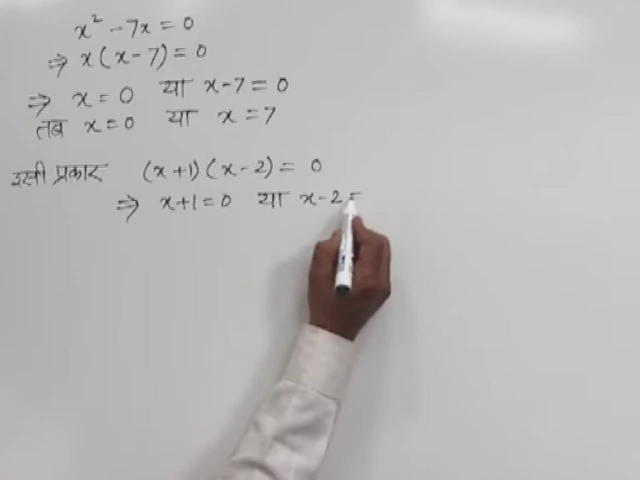 x² - 7x = 0
⇒ x (x - 7) = 0
⇒ x = 0 या x - 7 = 0
तब x = 0 या x = 7
इसी प्रकार (x + 1) (x - 2) = 0
⇒ x + 1 = 0 या x - 2 =